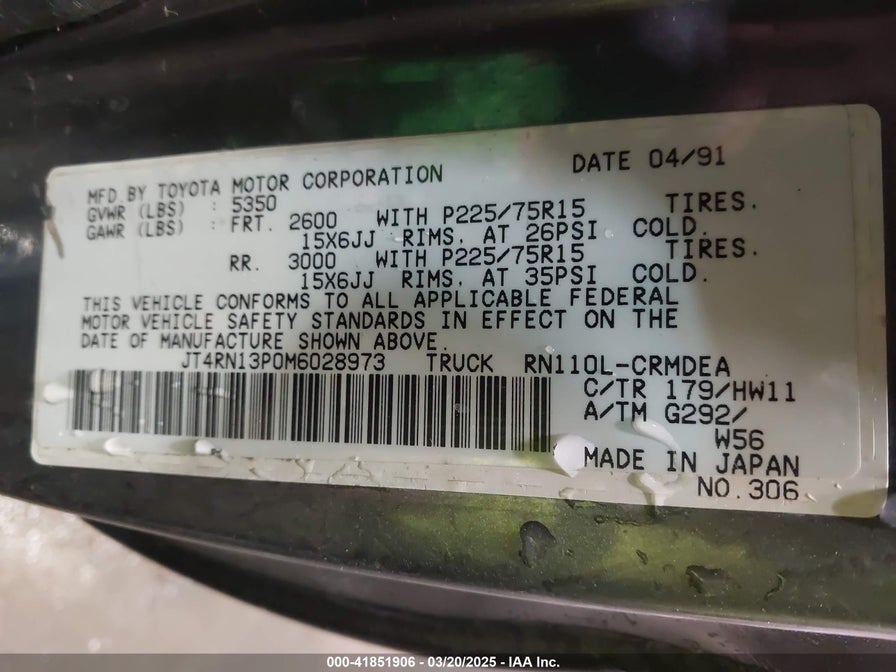 MFD.BY TOYOTA MOTOR CORPORATION DATE 04/91
GVWR (LBS) : 5350
GAWR (LBS) : FRT. 2600 WITH P225/75R15 TIRES.
15X6JJ RIMS. AT 26PSI COLD.
RR. 3000 WITH P225/75R15 TIRES.
15X6JJ RIMS. AT 35PSI COLD.
THIS VEHICLE CONFORMS TO ALL APPLICABLE FEDERAL
MOTOR VEHICLE SAFETY STANDARDS IN EFFECT ON THE
DATE OF MANUFACTURE SHOWN ABOVE.
JT4RN13P0M6028973 TRUCK RN110L-CRMDEA
C/TR 179/HW11
A/TM G292/
W56
MADE IN JAPAN
NO.306
000-41851906 - 03/20/2025 - IAA Inc.